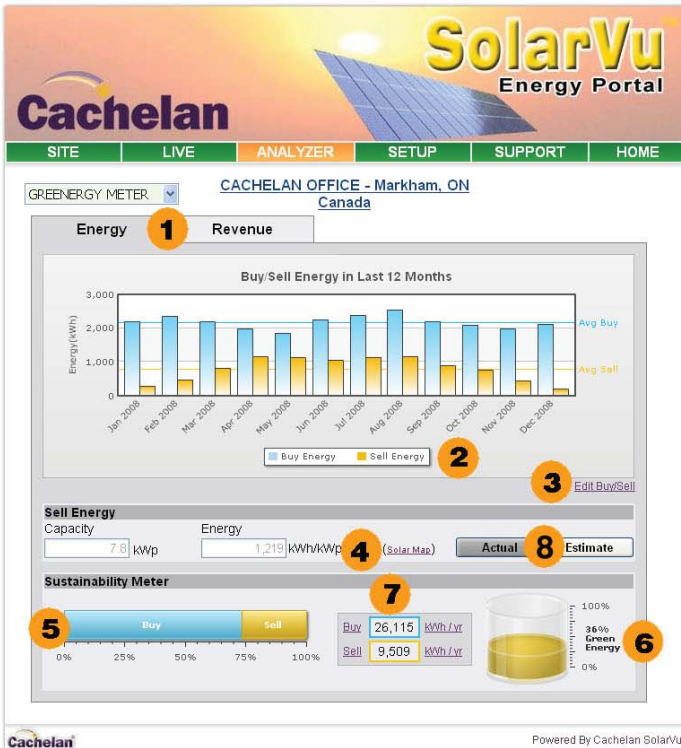 SolarVu
Energy Portal
Cachelan
SITE LIVE ANALYZER SETUP SUPPORT HOME
GREENERGY METER
CACHELAN OFFICE - Markham, ON
Canada
Energy 1 Revenue
Buy/Sell Energy in Last 12 Months
Energy(kWh)
3,000
2,000
1,000
0
Avg Buy
Avg Sell
Jan 2008 Feb 2008 Mar 2008 Apr 2008 May 2008 Jun 2008 Jul 2008 Aug 2008 Sep 2008 Oct 2008 Nov 2008 Dec 2008
Buy Energy Sell Energy 2
3 Edit Buy/Sell
Sell Energy
Capacity Energy
7.8 kWp 1,219 kWh/kWp 4 (Solar Map) Actual 8 Estimate
Sustainability Meter
5 Buy Sell
0% 25% 50% 75% 100%
7
Buy 26,115 kWh / yr
Sell 9,509 kWh / yr
100%
36%
Green
Energy
0%
6
Cachelan
Powered By Cachelan SolarVu